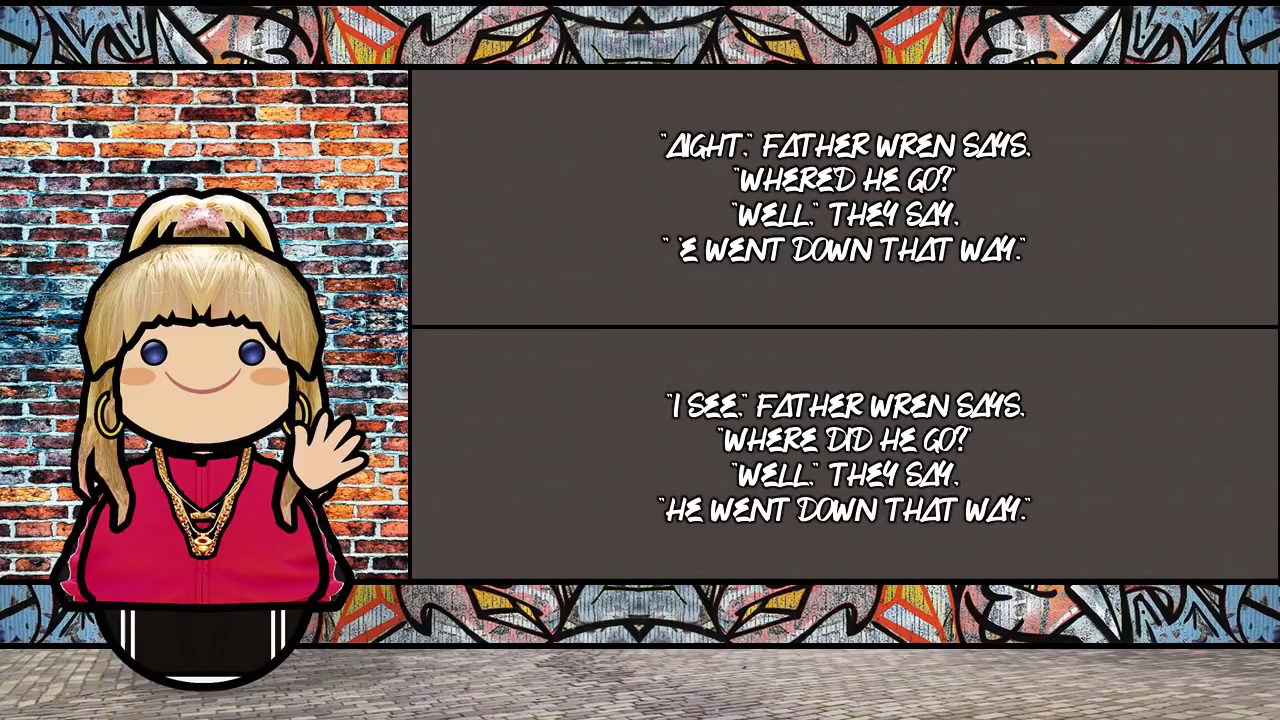 "AIGHT," FATHER WREN SAYS.
"WHERE'D HE GO?"
"WELL," THEY SAY,
" 'E WENT DOWN THAT WAY."
"I SEE," FATHER WREN SAYS.
"WHERE DID HE GO?"
"WELL," THEY SAY,
"HE WENT DOWN THAT WAY."